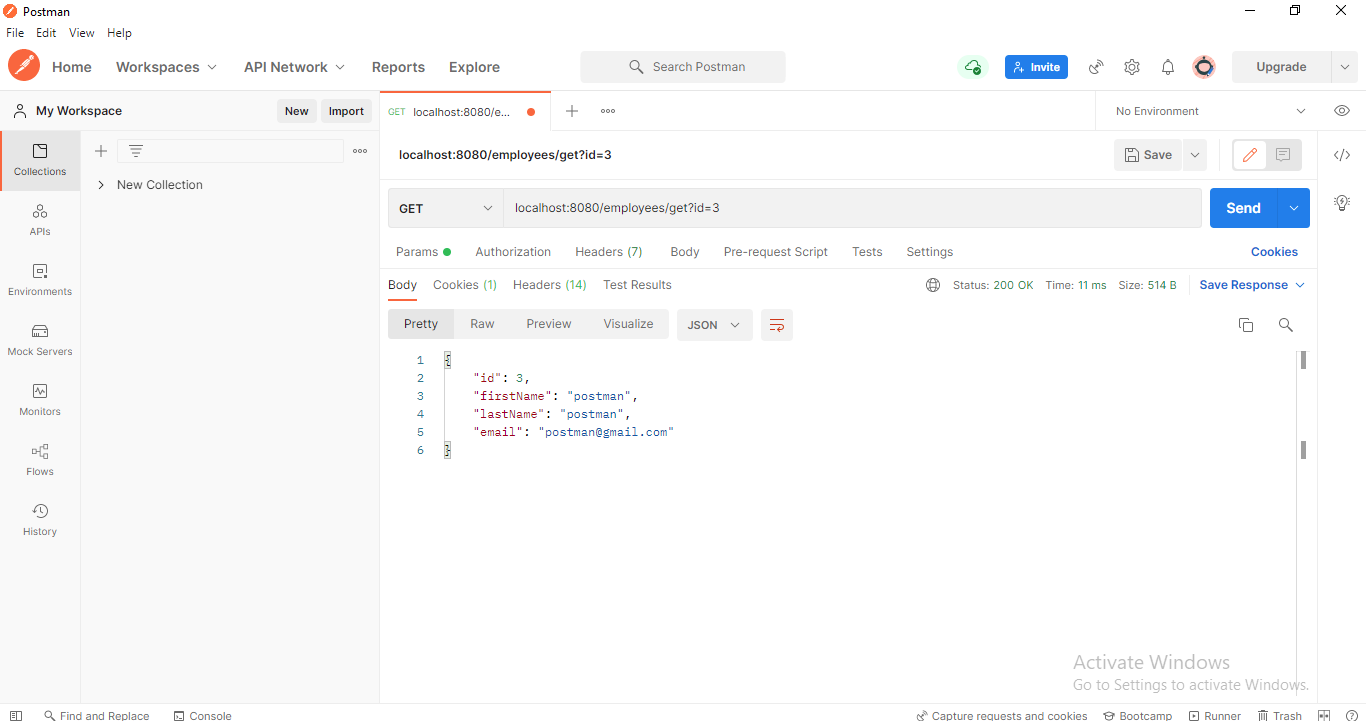 Postman
File Edit View Help
Home Workspaces API Network Reports Explore Search Postman Invite Upgrade
My Workspace New Import GET localhost:8080/e... No Environment
Collections
New Collection
APIs
Environments
Mock Servers
Monitors
Flows
History
localhost:8080/employees/get?id=3 Save
GET localhost:8080/employees/get?id=3 Send
Params Authorization Headers (7) Body Pre-request Script Tests Settings Cookies
Body Cookies (1) Headers (14) Test Results Status: 200 OK Time: 11 ms Size: 514 B Save Response
Pretty Raw Preview Visualize JSON
1 {
2 "id": 3,
3 "firstName": "postman",
4 "lastName": "postman",
5 "email": "postman@gmail.com"
6 }
Activate Windows
Go to Settings to activate Windows.
Find and Replace Console Capture requests and cookies Bootcamp Runner Trash